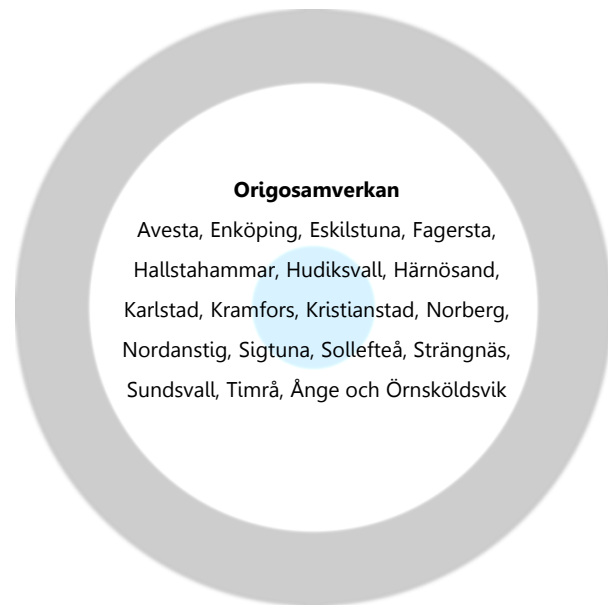 Origosamverkan
Avesta, Enköping, Eskilstuna, Fagersta,
Hallstahammar, Hudiksvall, Härnösand,
Karlstad, Kramfors, Kristianstad, Norberg,
Nordanstig, Sigtuna, Sollefteå, Strängnäs,
Sundsvall, Timrå, Ånge och Örnsköldsvik